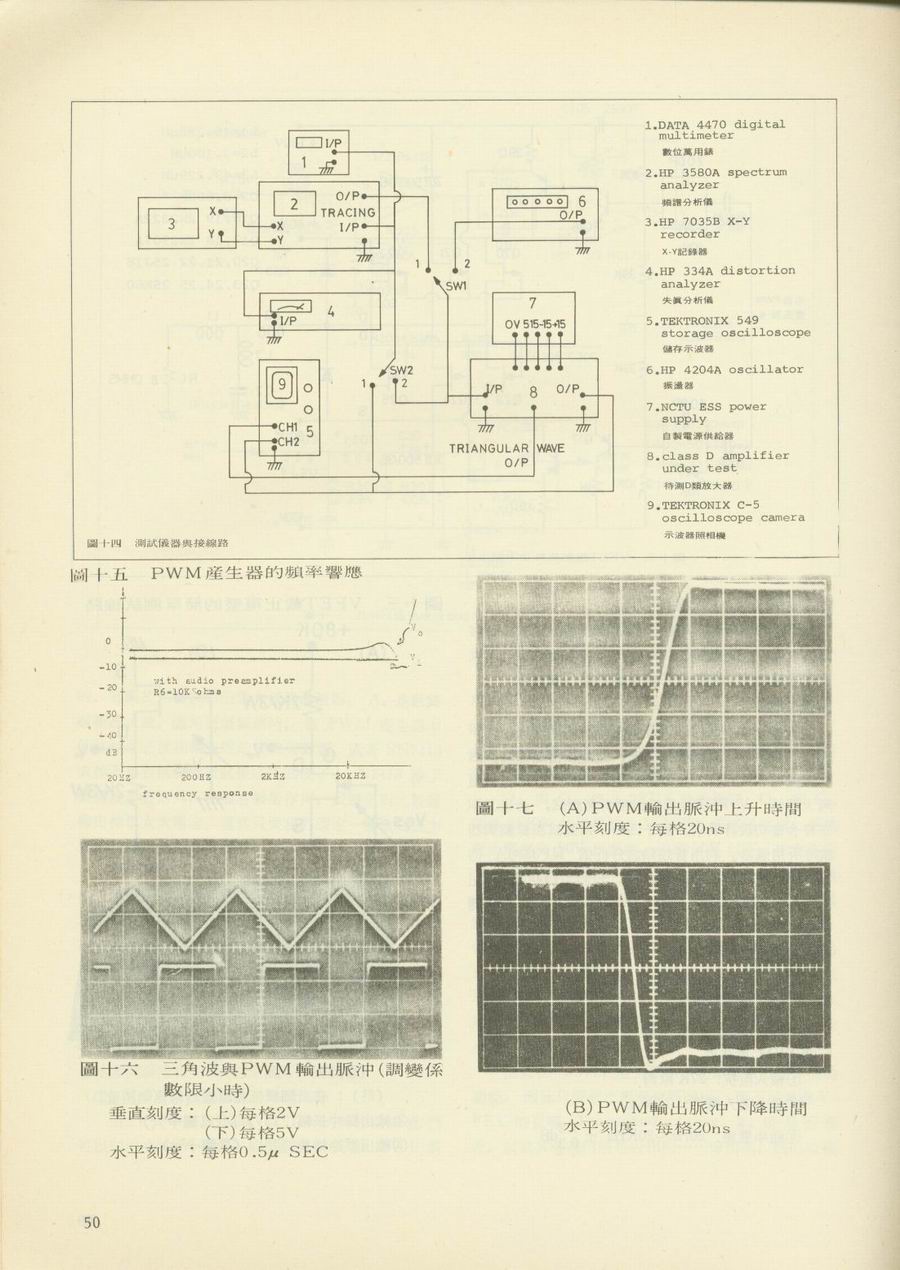 1.DATA 4470 digital
multimeter
數位萬用錶
2.HP 3580A spectrum
analyzer
頻譜分析儀
3.HP 7035B X-Y
recorder
X-Y記錄器
4.HP 334A distortion
analyzer
失眞分析儀
5.TEKTRONIX 549
storage oscilloscope
儲存示波器
6.HP 4204A oscillator
振盪器
7.NCTU ESS power
supply
自製電源供給器
8.class D amplifier
under test
待測D類放大器
9.TEKTRONIX C-5
oscilloscope camera
示波器照相機
I/P
1
2
O/P
TRACING
I/P
X
Y
3
X
Y
6
O/P
1
2
SW1
4
I/P
7
OV 515-15+15
SW2
1
2
9
CH1
CH2
5
I/P
8
O/P
TRIANGULAR WAVE
O/P
圖十四 測試儀器與接線路
圖十五 PWM產生器的頻率響應
0
-10
-20
-30
-40
dB
with audio preamplifier
R6=10K ohms
20HZ 200HZ 2KHZ 20KHZ
frequency response
圖十七 (A)PWM輸出脈沖上升時間
水平刻度：每格20ns
圖十六 三角波與PWM輸出脈沖(調變係
數限小時)
垂直刻度：(上)每格2V
(下)每格5V
水平刻度：每格0.5μ SEC
(B)PWM輸出脈沖下降時間
水平刻度：每格20ns
50